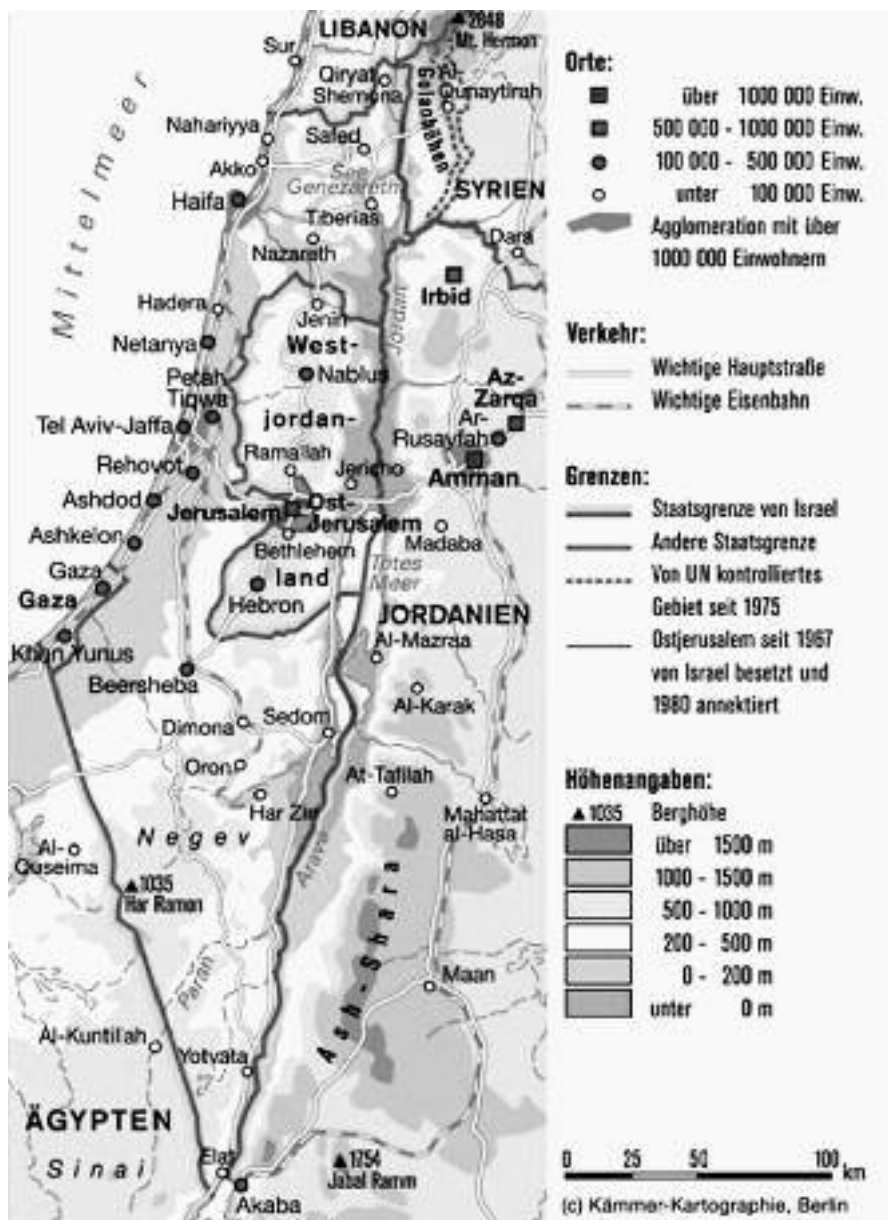 LIBANON
▲ 2848
Mt. Hermon
Sur
Qiryat
Shemona
Al-
Qunaytirah
Golanhöhen
Nahariyya
Safed
Akko
See
Genezareth
SYRIEN
Haifa
Tiberias
Nazareth
Dara
Mittelmeer
Irbid
Hadera
Jenin
Jordan
Netanya
West-
Nablus
Petah
Tiqwa
Az-
Zarqa
jordan-
Ar-
Rusayfah
Tel Aviv-Jaffa
Ramallah
Jericho
Rehovot
Amman
Ashdod
Jerusalem
Ost-
Jerusalem
Ashkelon
Bethlehem
Madaba
Gaza
Gaza
land
Totes
Meer
Hebron
JORDANIEN
Khan Yunus
Al-Mazraa
Beersheba
Al-Karak
Dimona
Sedom
Oron
At-Tafilah
Har Zin
Mahattat
al-Hasa
Negev
Al-
Quseima
Arava
▲1035
Har Ramon
Ash-Shara
Paran
Maan
Al-Kuntillah
Yotvata
ÄGYPTEN
Sinai
Elat
▲ 1754
Jabal Ramm
Akaba
Orte:
über 1000 000 Einw.
500 000 - 1000 000 Einw.
100 000 - 500 000 Einw.
unter 100 000 Einw.
Agglomeration mit über
1000 000 Einwohnern
Verkehr:
Wichtige Hauptstraße
Wichtige Eisenbahn
Grenzen:
Staatsgrenze von Israel
Andere Staatsgrenze
Von UN kontrolliertes
Gebiet seit 1975
Ostjerusalem seit 1967
von Israel besetzt und
1980 annektiert
Höhenangaben:
▲ 1035 Berghöhe
über 1500 m
1000 - 1500 m
500 - 1000 m
200 - 500 m
0 - 200 m
unter 0 m
0 25 50 100
km
(c) Kämmer-Kartographie, Berlin